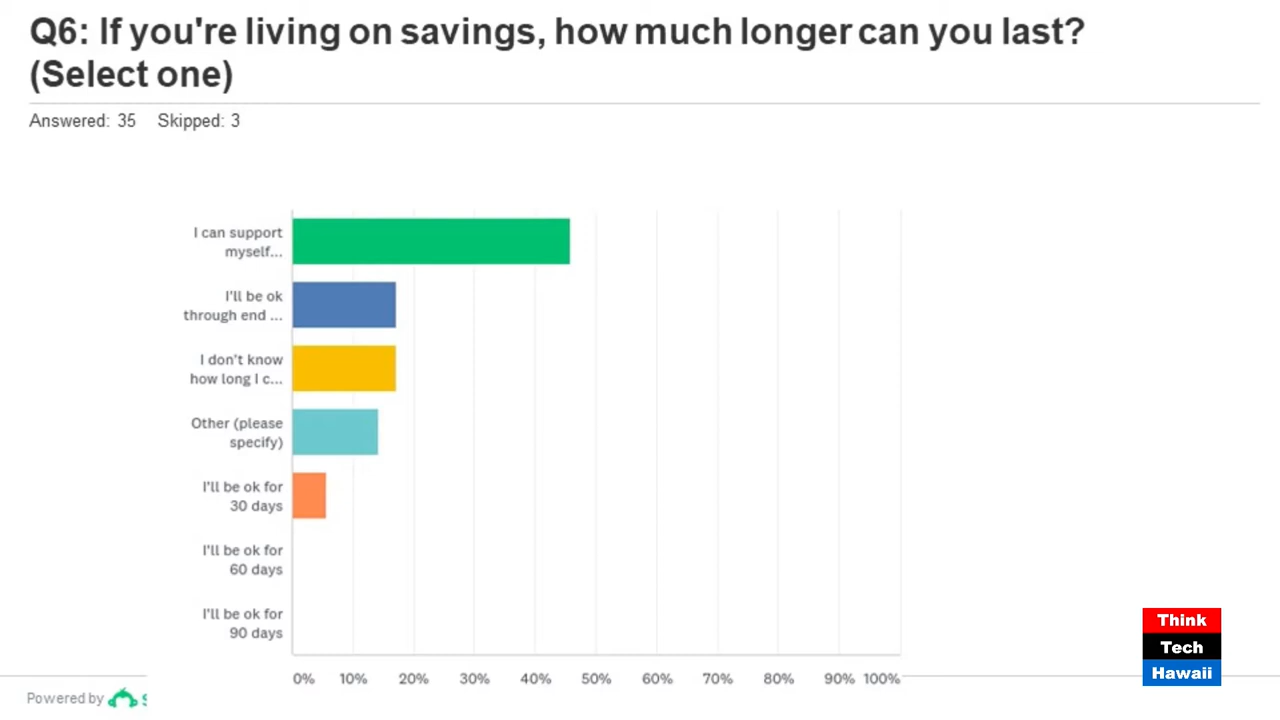 Q6: If you're living on savings, how much longer can you last?
(Select one)
Answered: 35 Skipped: 3
I can support
myself...
I'll be ok
through end ...
I don't know
how long I c...
Other (please
specify)
I'll be ok for
30 days
I'll be ok for
60 days
I'll be ok for
90 days
0% 10% 20% 30% 40% 50% 60% 70% 80% 90% 100%
Think
Tech
Hawaii
Powered by